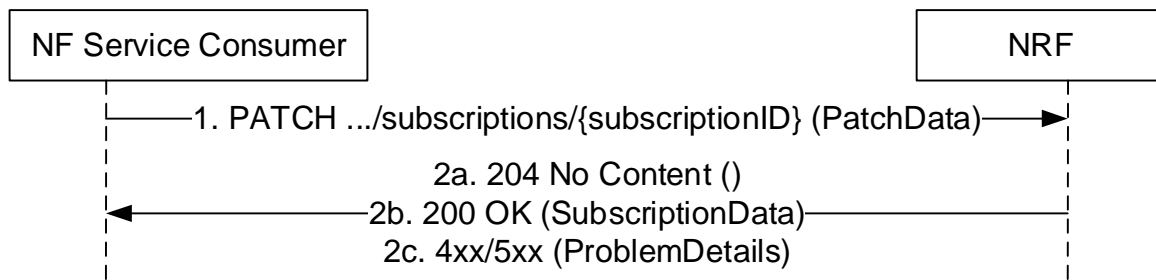 NF Service Consumer
NRF
1. PATCH .../subscriptions/{subscriptionID} (PatchData)
2a. 204 No Content ()
2b. 200 OK (SubscriptionData)
2c. 4xx/5xx (ProblemDetails)